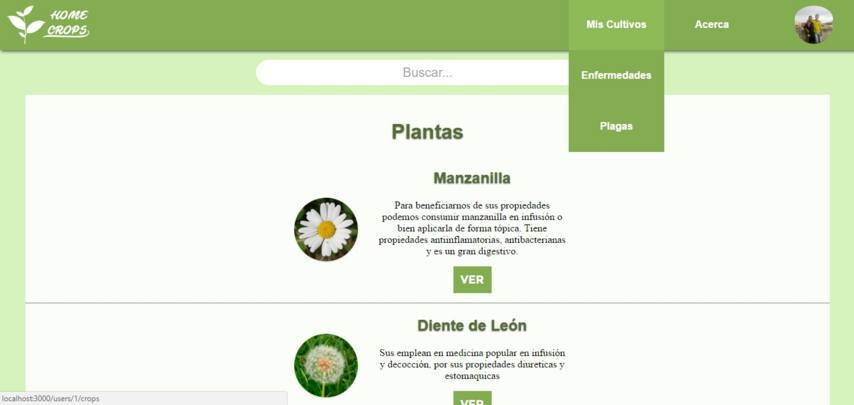 HOME
CROPS
Mis Cultivos
Acerca
Enfermedades
Plagas
Buscar...
Plantas
Manzanilla
Para beneficiarnos de sus propiedades
podemos consumir manzanilla en infusión o
bien aplicarla de forma tópica. Tiene
propiedades antiinflamatorias, antibacterianas
y es un gran digestivo.
VER
Diente de León
Sus emplean en medicina popular en infusión
y decocción, por sus propiedades diureticas y
estomaquicas
VER
localhost:3000/users/1/crops